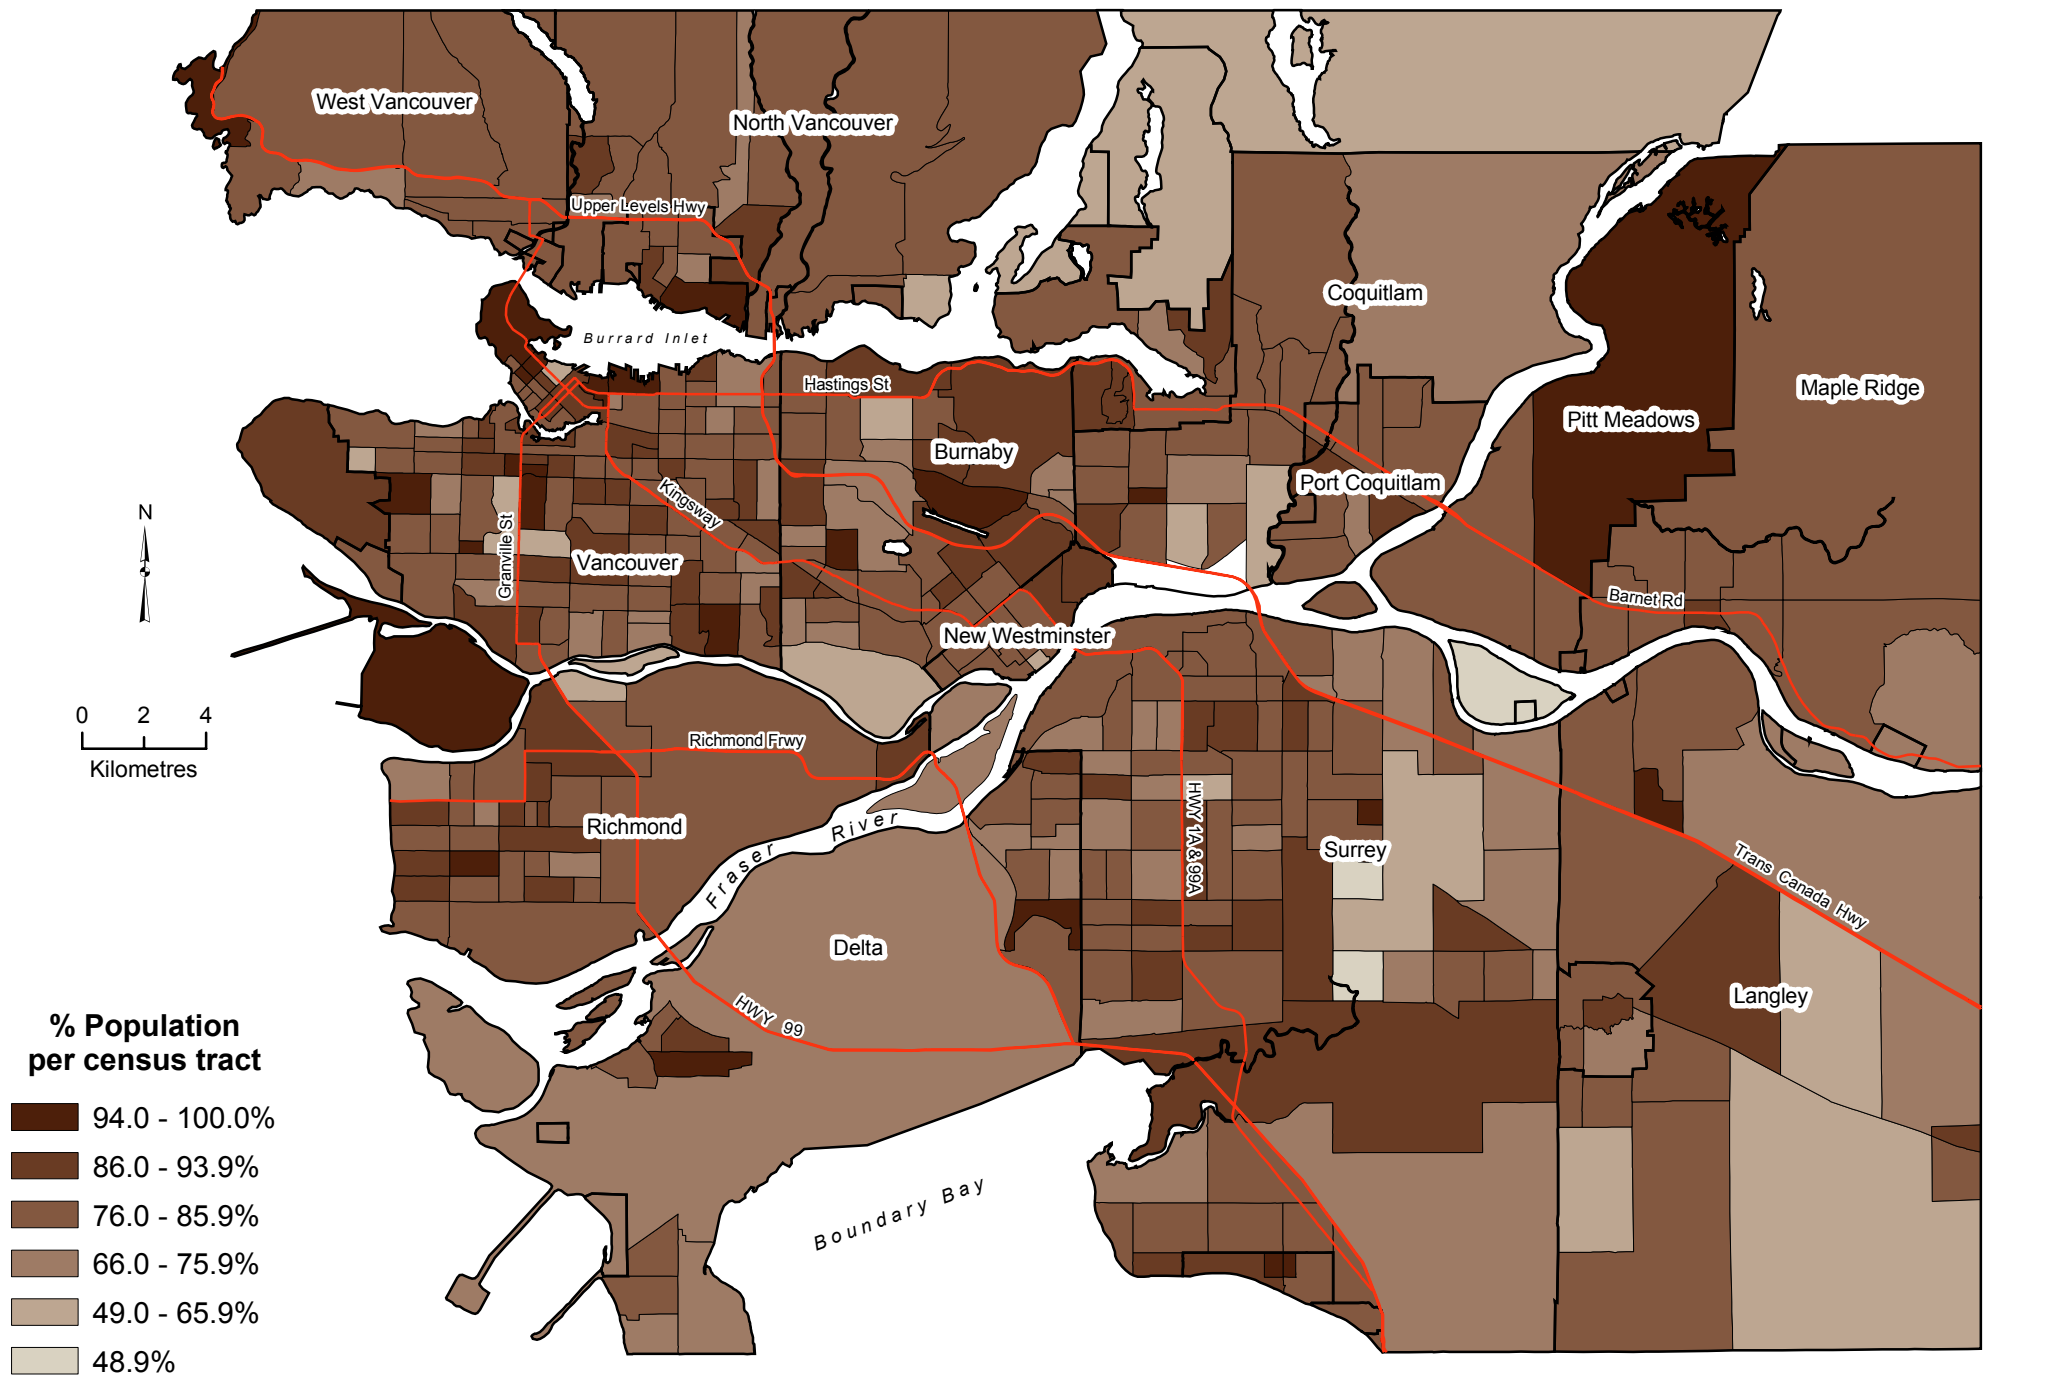 West Vancouver
North Vancouver
Upper Levels Hwy
Coquitlam
Burrard Inlet
Hastings St
Maple Ridge
Pitt Meadows
Burnaby
Port Coquitlam
Kingsway
N
Granville St
Vancouver
Barnet Rd
New Westminster
0 2 4
Kilometres
Richmond Frwy
HWY 1A & 99A
Richmond
Fraser River
Surrey
Trans Canada Hwy
Delta
Langley
HWY 99
Boundary Bay
% Population
per census tract
94.0 - 100.0%
86.0 - 93.9%
76.0 - 85.9%
66.0 - 75.9%
49.0 - 65.9%
48.9%